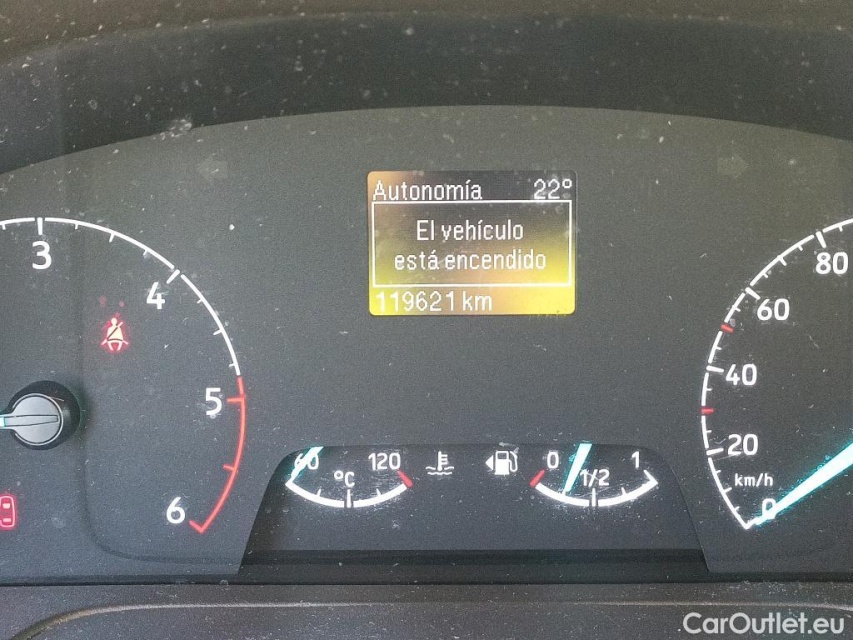 Autonomía 22°
El vehículo
está encendido
119621 km
3
4
5
6
60 °C 120
0 1/2 1
80
60
40
20
km/h
0
CarOutlet.eu